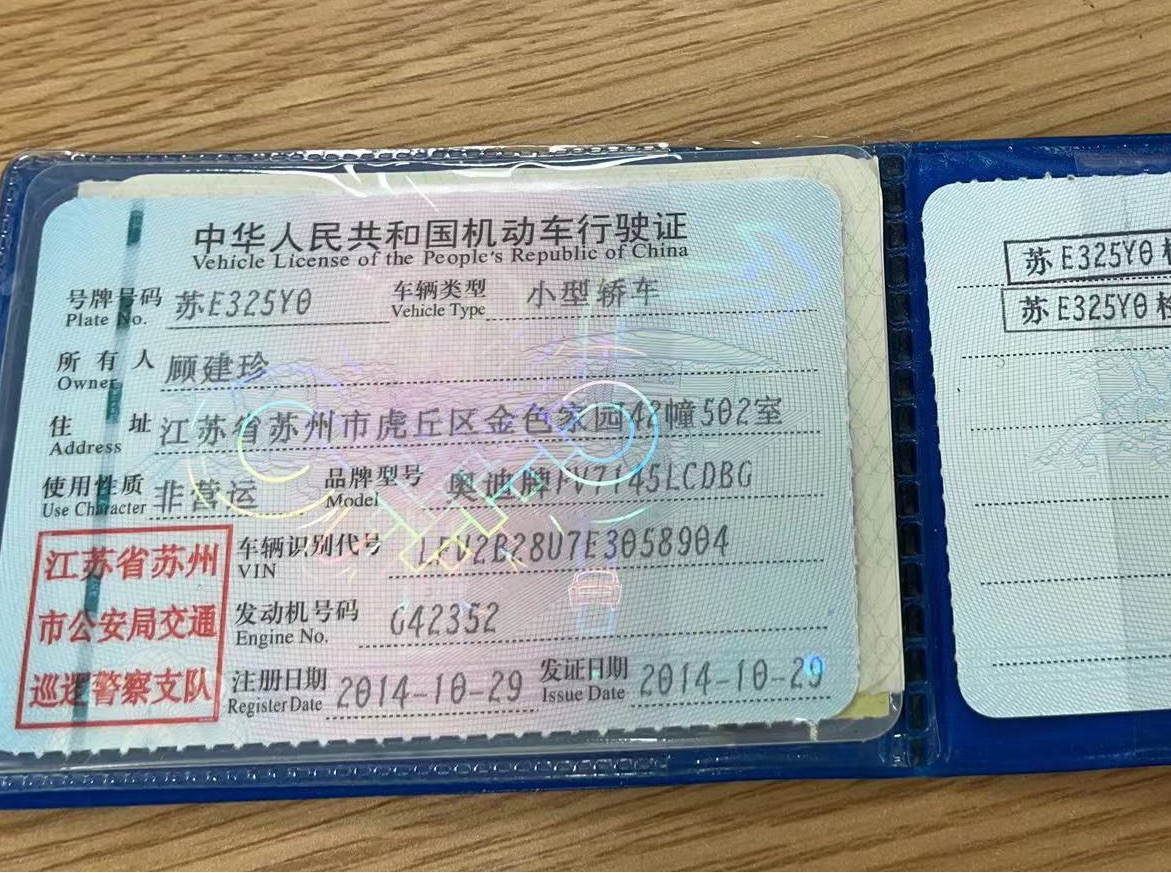 中华人民共和国机动车行驶证
Vehicle License of the People's Republic of China
号牌号码 苏E325Y0 车辆类型 小型轿车
Plate No. Vehicle Type
所有人 顾建珍
Owner
住址 江苏省苏州市虎丘区金色家园42幢502室
Address
使用性质 非营运 品牌型号 奥迪牌FV7145LCDBG
Use Character Model
车辆识别代号 LFV2B28U7E3058904
VIN
发动机号码 G42352
Engine No.
注册日期 2014-10-29 发证日期 2014-10-29
Register Date Issue Date
江苏省苏州
市公安局交通
巡逻警察支队
苏E325Y0
苏E325Y0